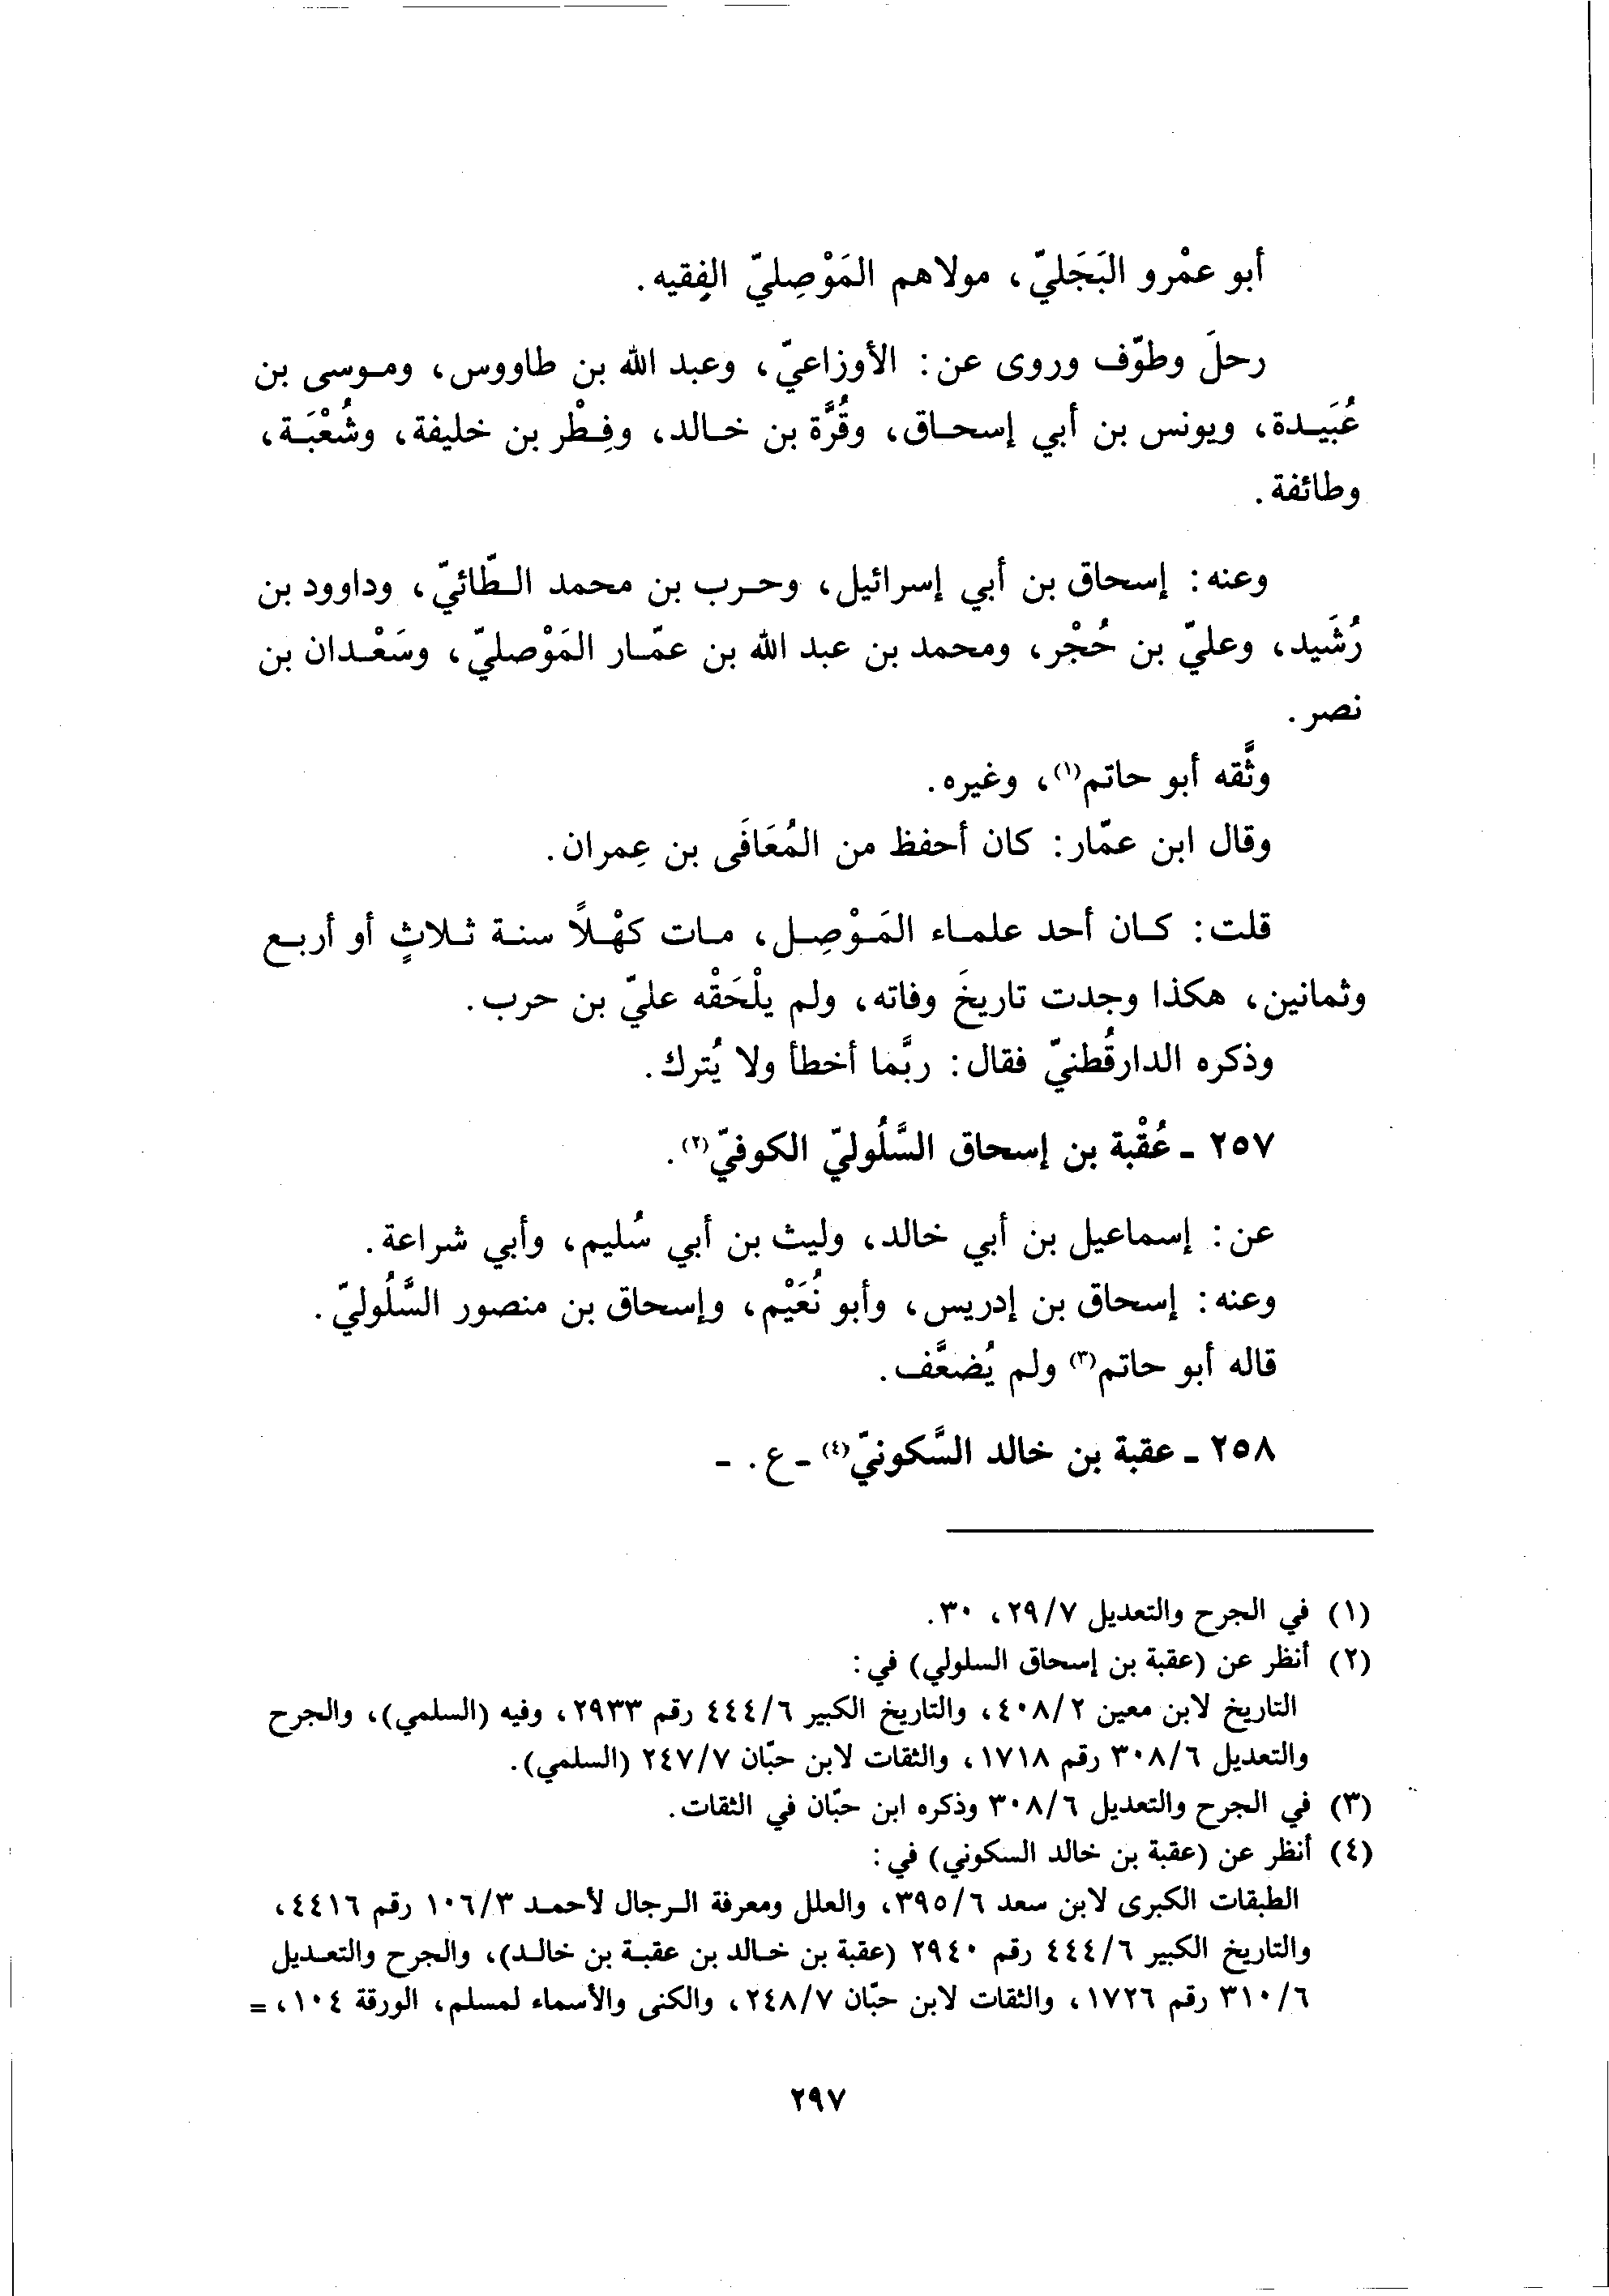 أبو عمْرو البَجَليّ، مولاهم المَوْصِليّ الفِقيه.
رحلَ وطوّف وروى عن: الأوزاعيّ، وعبد الله بن طاووس، وموسى بن
عُبَيدة، ويونس بن أبي إسحاق، وقُرَّة بن خالد، وفِطْر بن خليفة، وشُعْبَة،
وطائفة.
وعنه: إسحاق بن أبي إسرائيل، وحرب بن محمد الطّائيّ، وداوود بن
رُشَيد، وعليّ بن حُجْر، ومحمد بن عبد الله بن عمّار المَوْصليّ، وسَعْدان بن
نصر.
وثَّقه أبو حاتم(١)، وغيره.
وقال ابن عمّار: كان أحفظ من المُعَافَى بن عِمران.
قلت: كان أحد علماء المَوْصِل، مات كهْلاً سنة ثلاثٍ أو أربع
وثمانين، هكذا وجدت تاريخَ وفاته، ولم يلْحَقْه عليّ بن حرب.
وذكره الدارقُطنيّ فقال: ربَّما أخطأ ولا يُترك.
٢٥٧ - عُقْبة بن إسحاق السَّلُوليّ الكوفيّ(٢).
عن: إسماعيل بن أبي خالد، وليث بن أبي سُليم، وأبي شراعة.
وعنه: إسحاق بن إدريس، وأبو نُعَيْم، وإسحاق بن منصور السَّلُوليّ.
قاله أبو حاتم(٣) ولم يُضعَّف.
٢٥٨ - عقبة بن خالد السَّكونيّ(٤) - ع. -
(١) في الجرح والتعديل ٢٩/٧، ٣٠.
(٢) أنظر عن (عقبة بن إسحاق السلولي) في:
التاريخ لابن معين ٤٠٨/٢، والتاريخ الكبير ٤٤٤/٦ رقم ٢٩٣٣، وفيه (السلمي)، والجرح
والتعديل ٣٠٨/٦ رقم ١٧١٨، والثقات لابن حبّان ٢٤٧/٧ (السلمي).
(٣) في الجرح والتعديل ٣٠٨/٦ وذكره ابن حبّان في الثقات.
(٤) أنظر عن (عقبة بن خالد السكوني) في:
الطبقات الكبرى لابن سعد ٣٩٥/٦، والعلل ومعرفة الرجال لأحمد ١٠٦/٣ رقم ٤٤١٦،
والتاريخ الكبير ٤٤٤/٦ رقم ٢٩٤٠ (عقبة بن خالد بن عقبة بن خالد)، والجرح والتعديل
٣١٠/٦ رقم ١٧٢٦، والثقات لابن حبّان ٢٤٨/٧، والكنى والأسماء لمسلم، الورقة ١٠٤، =
٢٩٧